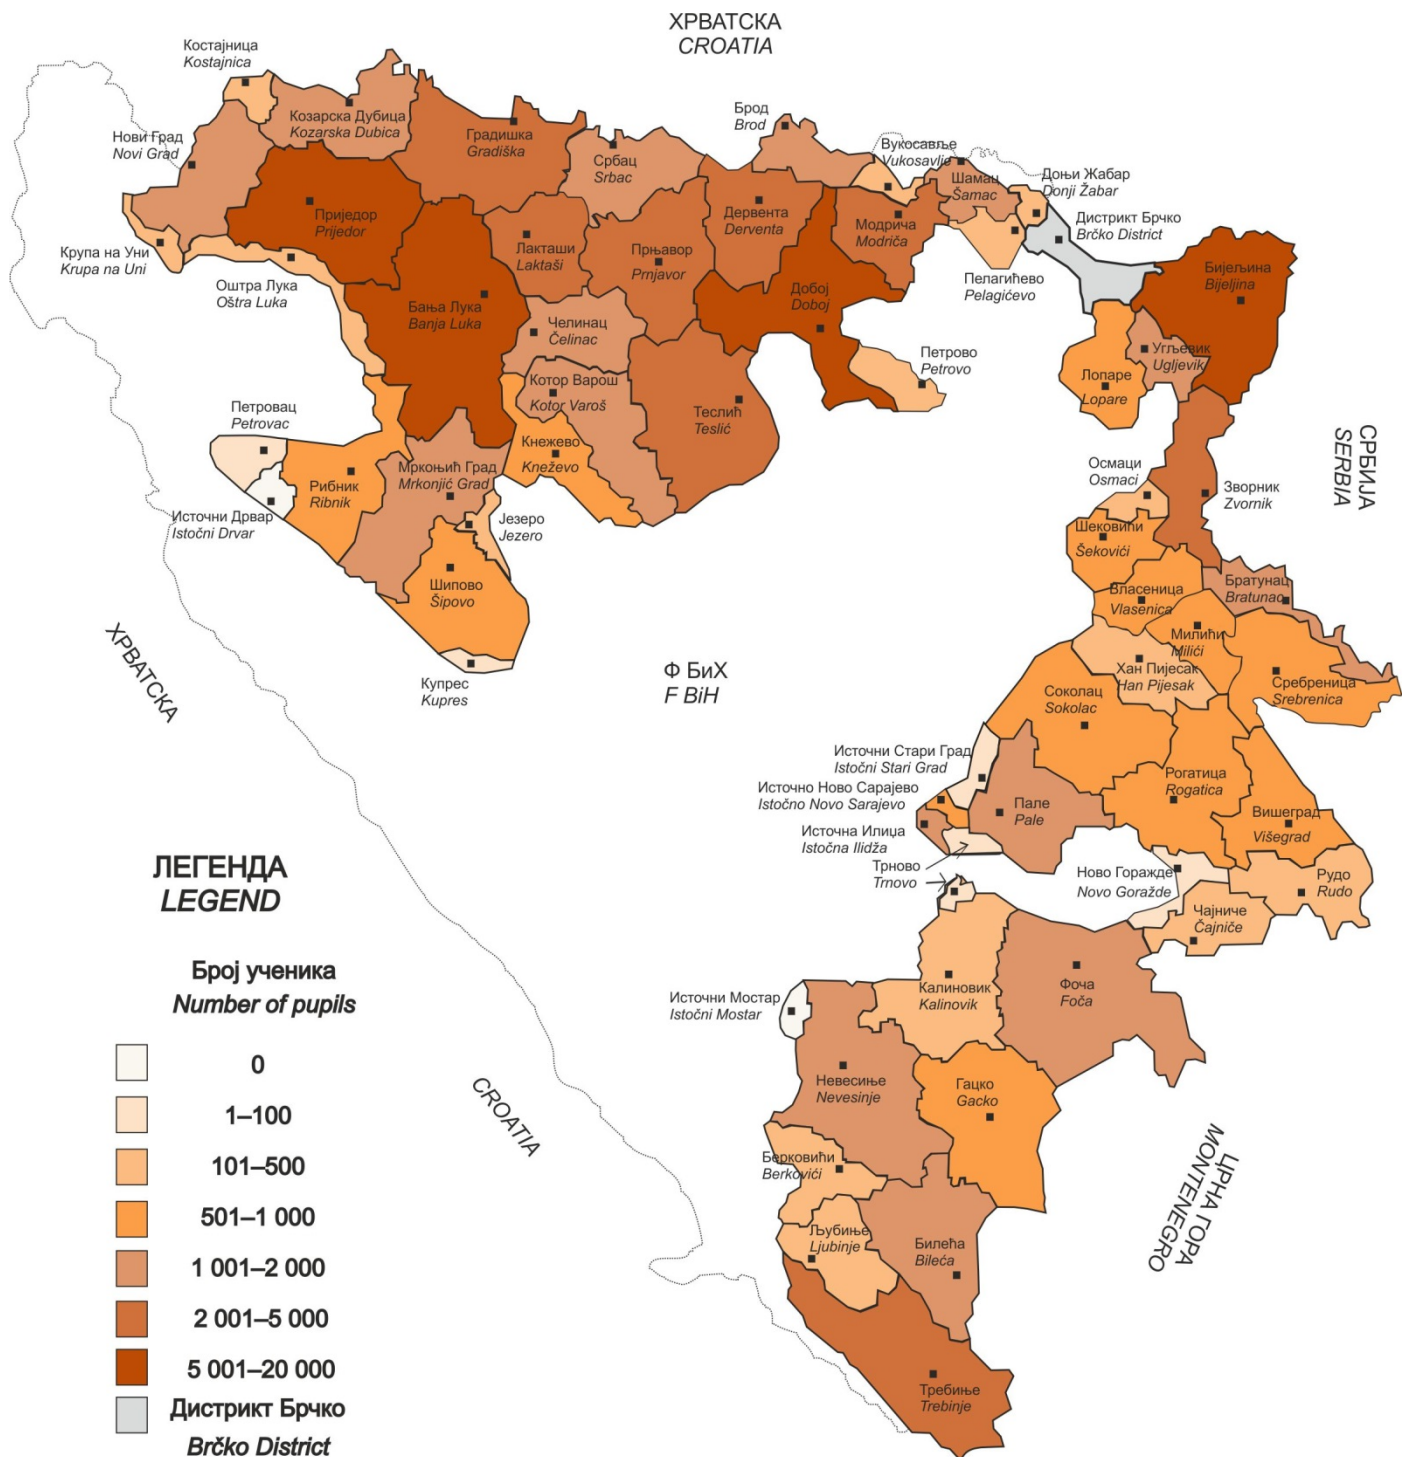 ХРВАТСКА
CROATIA
Костајница
Kostajnica
Козарска Дубица
Kozarska Dubica
Градишка
Gradiška
Брод
Brod
Нови Град
Novi Grad
Србац
Srbac
Вукосавље
Vukosavlje
Шамац
Šamac
Доњи Жабар
Donji Žabar
Дистрикт Брчко
Brčko District
Приједор
Prijedor
Дервента
Derventa
Модрича
Modriča
Крупа на Уни
Krupa na Uni
Лакташи
Laktaši
Прњавор
Prnjavor
Пелагићево
Pelagićevo
Бијељина
Bijeljina
Оштра Лука
Oštra Luka
Бања Лука
Banja Luka
Добој
Doboj
Челинац
Čelinac
Петрово
Petrovo
Угљевик
Ugljevik
Лопаре
Lopare
Котор Варош
Kotor Varoš
Теслић
Teslić
Петровац
Petrovac
Кнежево
Kneževo
СРБИЈА
SERBIA
Мркоњић Град
Mrkonjić Grad
Рибник
Ribnik
Осмаци
Osmaci
Зворник
Zvornik
Источни Дрвар
Istočni Drvar
Језеро
Jezero
Шековићи
Šekovići
Шипово
Šipovo
Власеница
Vlasenica
Братунац
Bratunac
Милићи
Milići
Хан Пијесак
Han Pijesak
Сребреница
Srebrenica
ХРВАТСКА
Купрес
Kupres
Ф БиХ
F BiH
Соколац
Sokolac
Источни Стари Град
Istočni Stari Grad
Источно Ново Сарајево
Istočno Novo Sarajevo
Рогатица
Rogatica
Пале
Pale
Вишеград
Višegrad
Источна Илиџа
Istočna Ilidža
Трново
Trnovo
Ново Горажде
Novo Goražde
Рудо
Rudo
Чајниче
Čajniče
ЛЕГЕНДА
LEGEND
Број ученика
Number of pupils
0
1–100
101–500
501–1 000
1 001–2 000
2 001–5 000
5 001–20 000
Дистрикт Брчко
Brčko District
Калиновик
Kalinovik
Фоча
Foča
Источни Мостар
Istočni Mostar
Невесиње
Nevesinje
Гацко
Gacko
CROATIA
Берковићи
Berkovići
ЦРНА ГОРА
MONTENEGRO
Љубиње
Ljubinje
Билећа
Bileća
Требиње
Trebinje